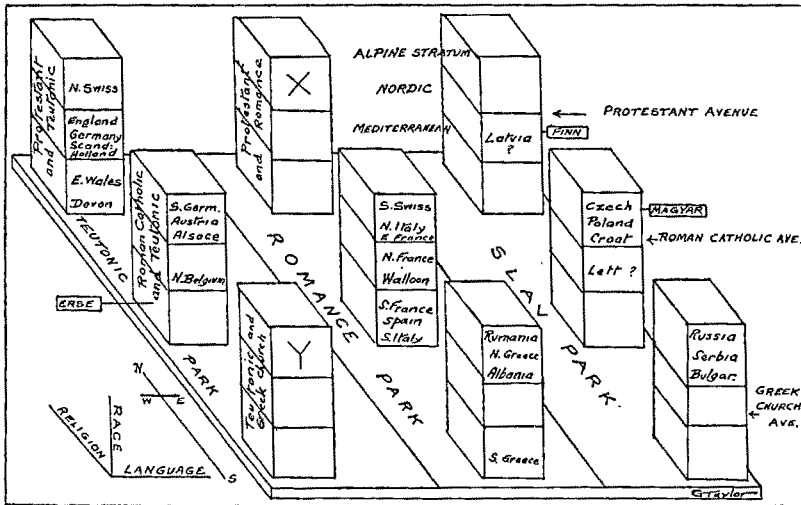 Protestant
and Teutonic
N. Swiss
England
Germany
Scand:
Holland
E. Wales
Devon
Protestant
and Romance
X
ALPINE STRATUM
NORDIC
MEDITERRANEAN
Latvia
?
FINN
PROTESTANT AVENUE
Roman Catholic
and Teutonic
S. Germ.
Austria
Alsace
N. Belgium
ERSE
S. Swiss
N. Italy
E. France
N. France
Walloon
S. France
Spain
S. Italy
Czech
Poland
Croat
MAGYAR
ROMAN CATHOLIC AVE.
Lett ?
Teutonic and
Greek Church
Y
Rumania
N. Greece
Albania
S. Greece
Russia
Serbia
Bulgar.
GREEK
CHURCH
AVE.
TEUTONIC
PARK
ROMANCE
PARK
SLAV
PARK.
N
W E
S
RELIGION
RACE
LANGUAGE
G Taylor